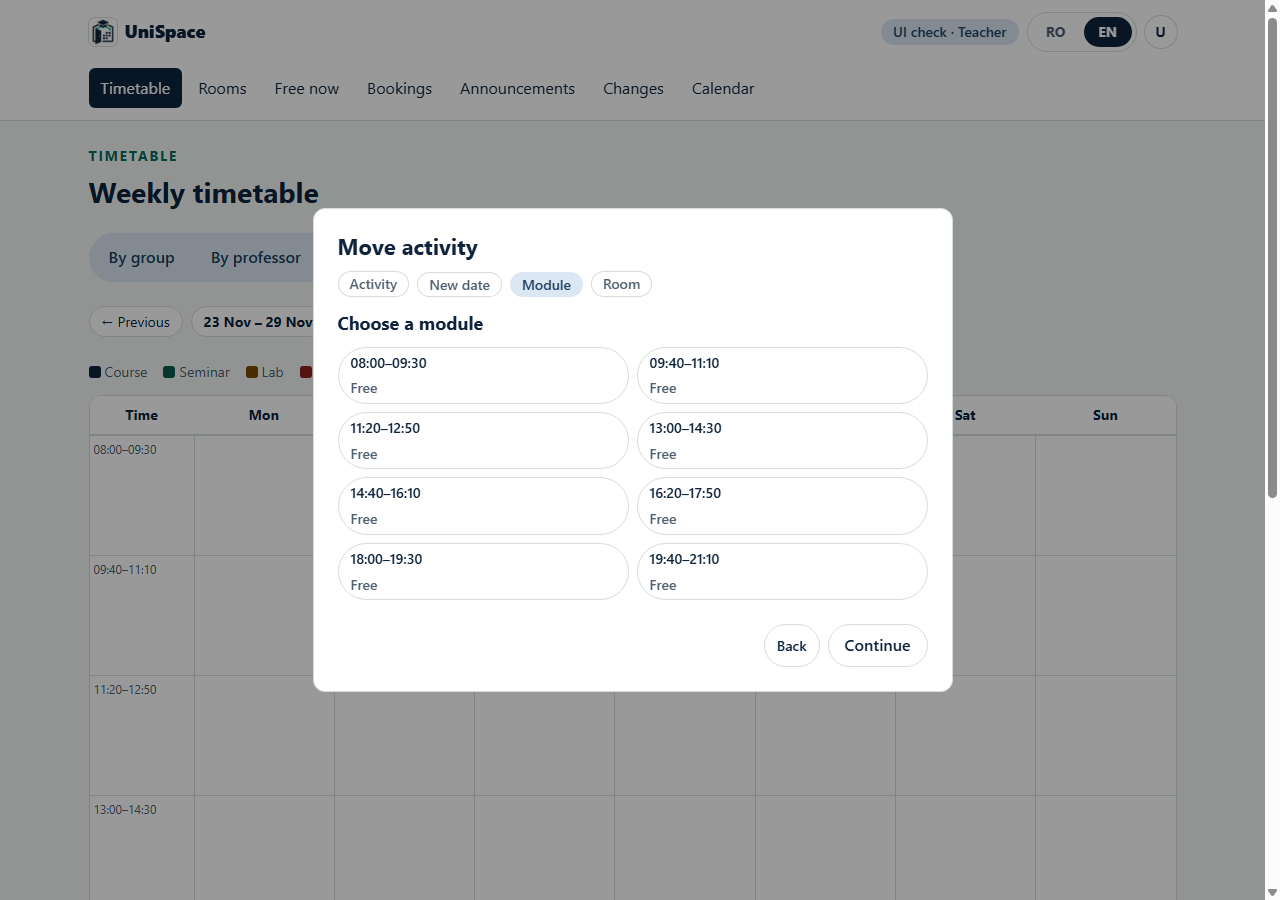 UniSpace
UI check · Teacher
RO
EN
U
Timetable
Rooms
Free now
Bookings
Announcements
Changes
Calendar
TIMETABLE
Weekly timetable
By group
By professor
← Previous
23 Nov – 29 Nov
Course
Seminar
Lab
Time
Mon
Sat
Sun
08:00–09:30
09:40–11:10
11:20–12:50
13:00–14:30
Move activity
Activity
New date
Module
Room
Choose a module
08:00–09:30
Free
09:40–11:10
Free
11:20–12:50
Free
13:00–14:30
Free
14:40–16:10
Free
16:20–17:50
Free
18:00–19:30
Free
19:40–21:10
Free
Back
Continue